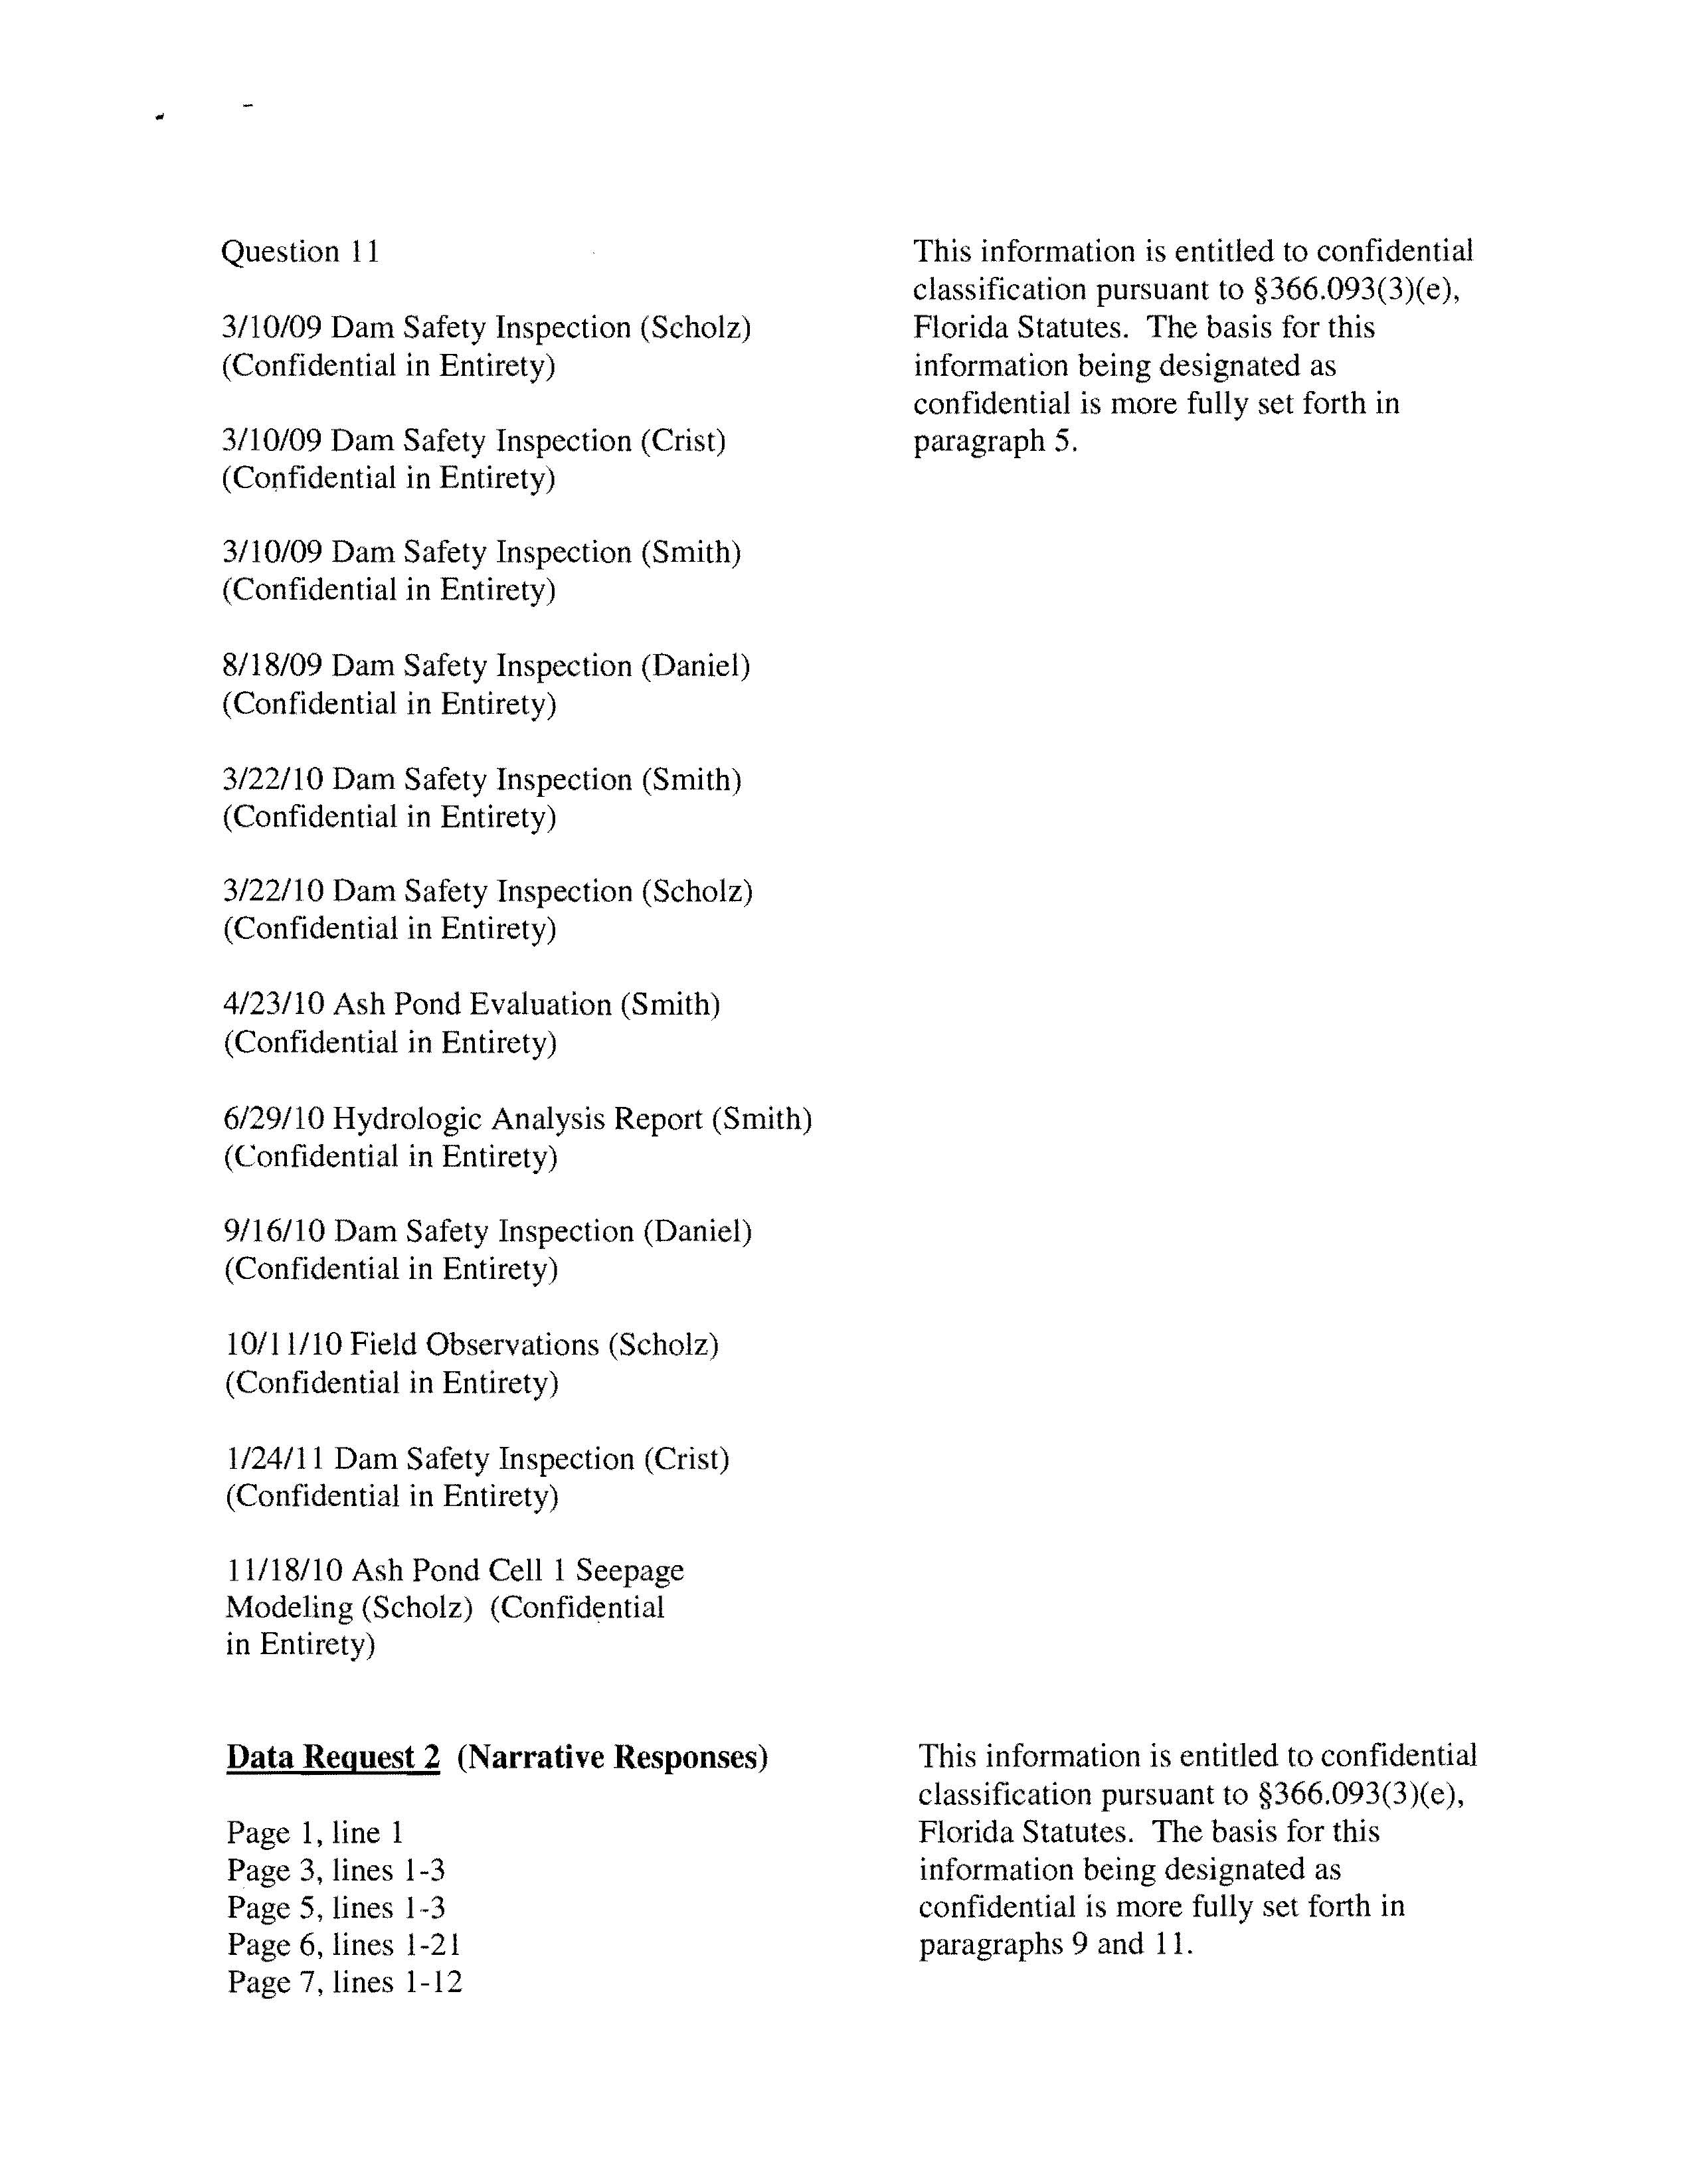 Question 11
3/10/09 Dam Safety Inspection (Scholz)
(Confidential in Entirety)
3/10/09 Dam Safety Inspection (Crist)
(Confidential in Entirety)
3/10/09 Dam Safety Inspection (Smith)
(Confidential in Entirety)
8/18/09 Dam Safety Inspection (Daniel)
(Confidential in Entirety)
3/22/10 Dam Safety Inspection (Smith)
(Confidential in Entirety)
3/22/10 Dam Safety Inspection (Scholz)
(Confidential in Entirety)
4/23/10 Ash Pond Evaluation (Smith)
(Confidential in Entirety)
6/29/10 Hydrologic Analysis Report (Smith)
(Confidential in Entirety)
9/16/10 Dam Safety Inspection (Daniel)
(Confidential in Entirety)
10/11/10 Field Observations (Scholz)
(Confidential in Entirety)
1/24/11 Dam Safety Inspection (Crist)
(Confidential in Entirety)
11/18/10 Ash Pond Cell 1 Seepage
Modeling (Scholz) (Confidential
in Entirety)
This information is entitled to confidential
classification pursuant to §366.093(3)(e),
Florida Statutes. The basis for this
information being designated as
confidential is more fully set forth in
paragraph 5.
Data Request 2 (Narrative Responses)
Page 1, line 1
Page 3, lines 1-3
Page 5, lines 1-3
Page 6, lines 1-21
Page 7, lines 1-12
This information is entitled to confidential
classification pursuant to §366.093(3)(e),
Florida Statutes. The basis for this
information being designated as
confidential is more fully set forth in
paragraphs 9 and 11.